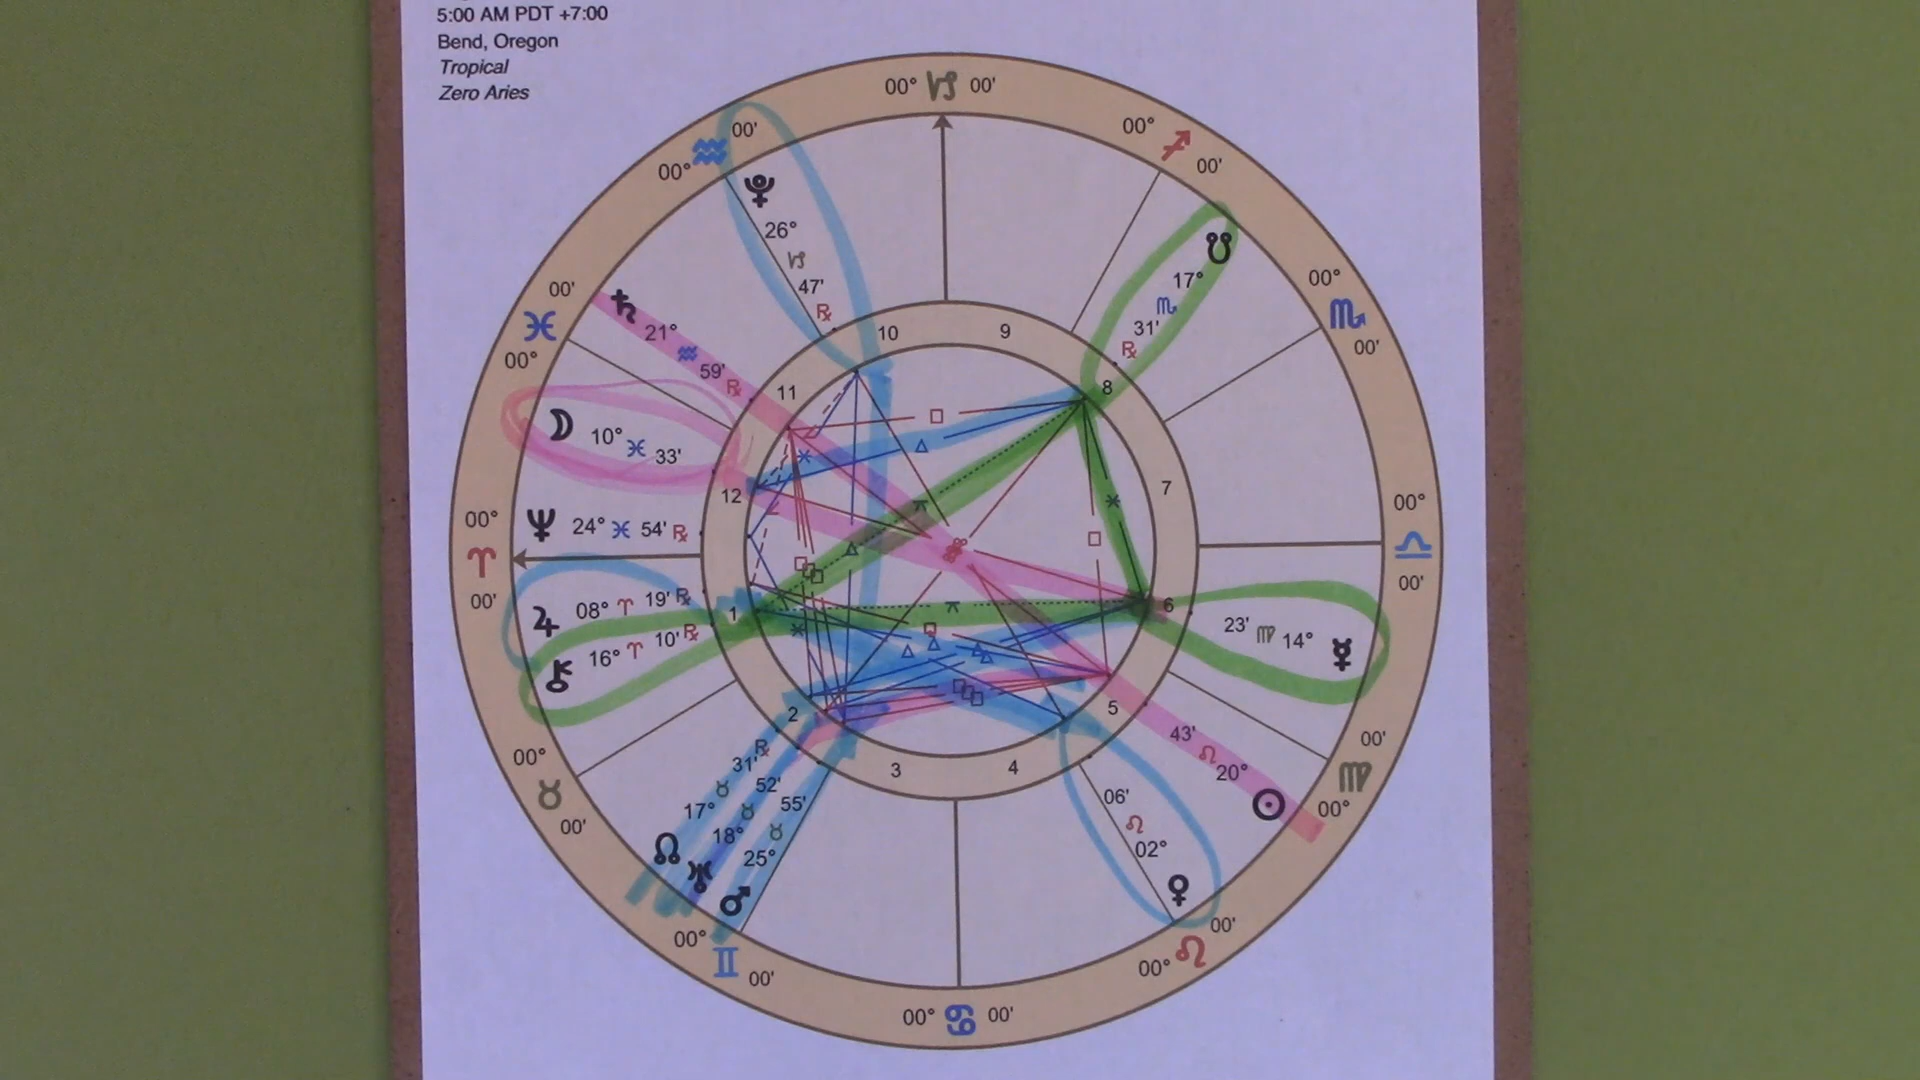 5:00 AM PDT +7:00
Bend, Oregon
Tropical
Zero Aries
00° ♑ 00'
00° ♐ 00'
00° ♒ 00'
♇ 26° ♑ 47' ℞
☋ 17° ♏ 31' ℞
00° ♏ 00'
00' ♓ 00°
♄ 21° ♒ 59' ℞
10
9
11
8
☽ 10° ♓ 33'
12
7
♆ 24° ♓ 54' ℞
00° ♈ 00'
00° ♎ 00'
♃ 08° ♈ 19' ℞
⚷ 16° ♈ 10' ℞
1
6
23' ♍ 14° ☿
2
5
3
4
43' ♌ 20° ☉
00' ♍ 00°
00° ♉ 00'
☊ 17° ♉ 31' ℞
♅ 18° ♉ 52'
♂ 25° ♉ 55'
06' ♌ 02° ♀
00° ♊ 00'
00° ♌ 00'
00° ♋ 00'